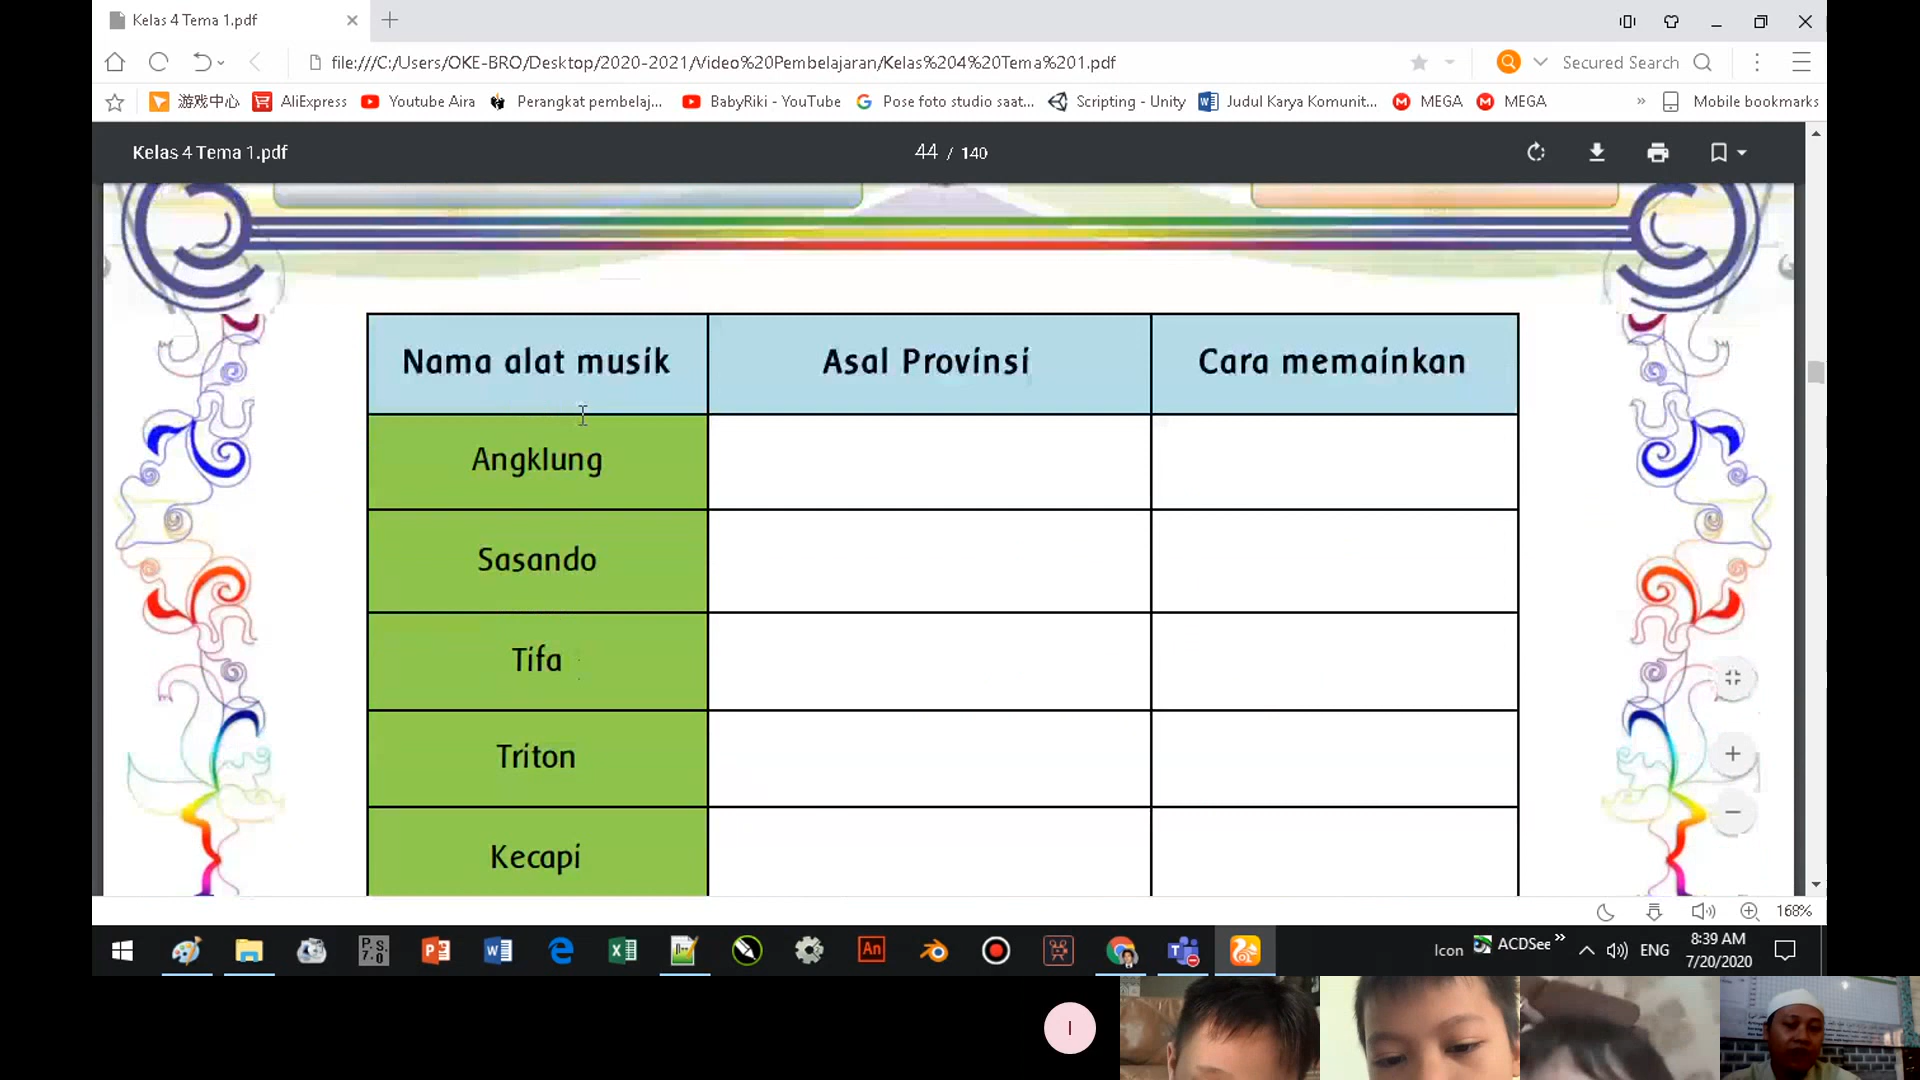 Kelas 4 Tema 1.pdf
file:///C:/Users/OKE-BRO/Desktop/2020-2021/Video%20Pembelajaran/Kelas%204%20Tema%201.pdf
Secured Search
游戏中心 AliExpress Youtube Aira Perangkat pembelaj... BabyRiki - YouTube Pose foto studio saat... Scripting - Unity Judul Karya Komunit... MEGA MEGA » Mobile bookmarks
Kelas 4 Tema 1.pdf 44 / 140
Nama alat musik Asal Provinsi Cara memainkan
Angklung
Sasando
Tifa
Triton
Kecapi
168%
Icon ACDSee » ENG 8:39 AM
7/20/2020
I